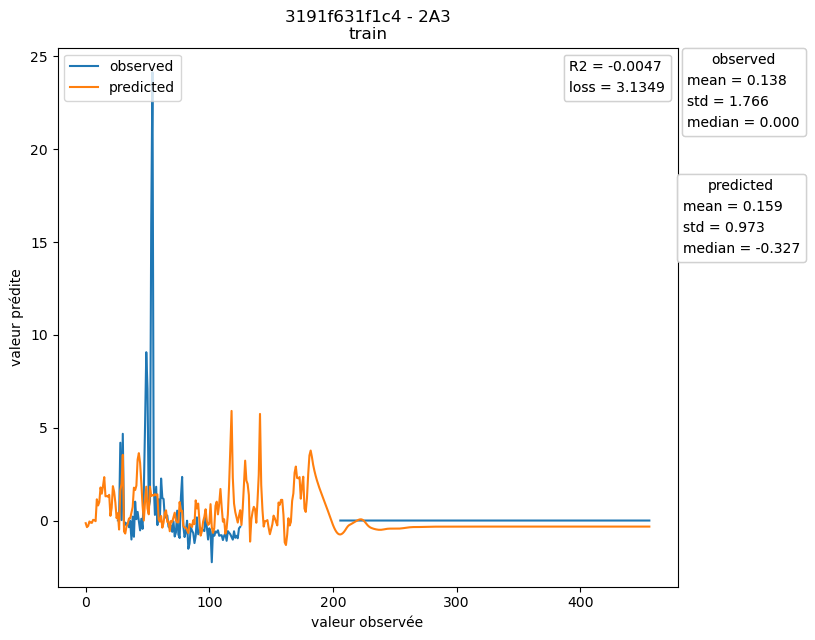 3191f631f1c4 - 2A3
train
observed
predicted
R2 = -0.0047
loss = 3.1349
observed
mean = 0.138
std = 1.766
median = 0.000
predicted
mean = 0.159
std = 0.973
median = -0.327
25
20
15
10
5
0
valeur prédite
0 100 200 300 400
valeur observée